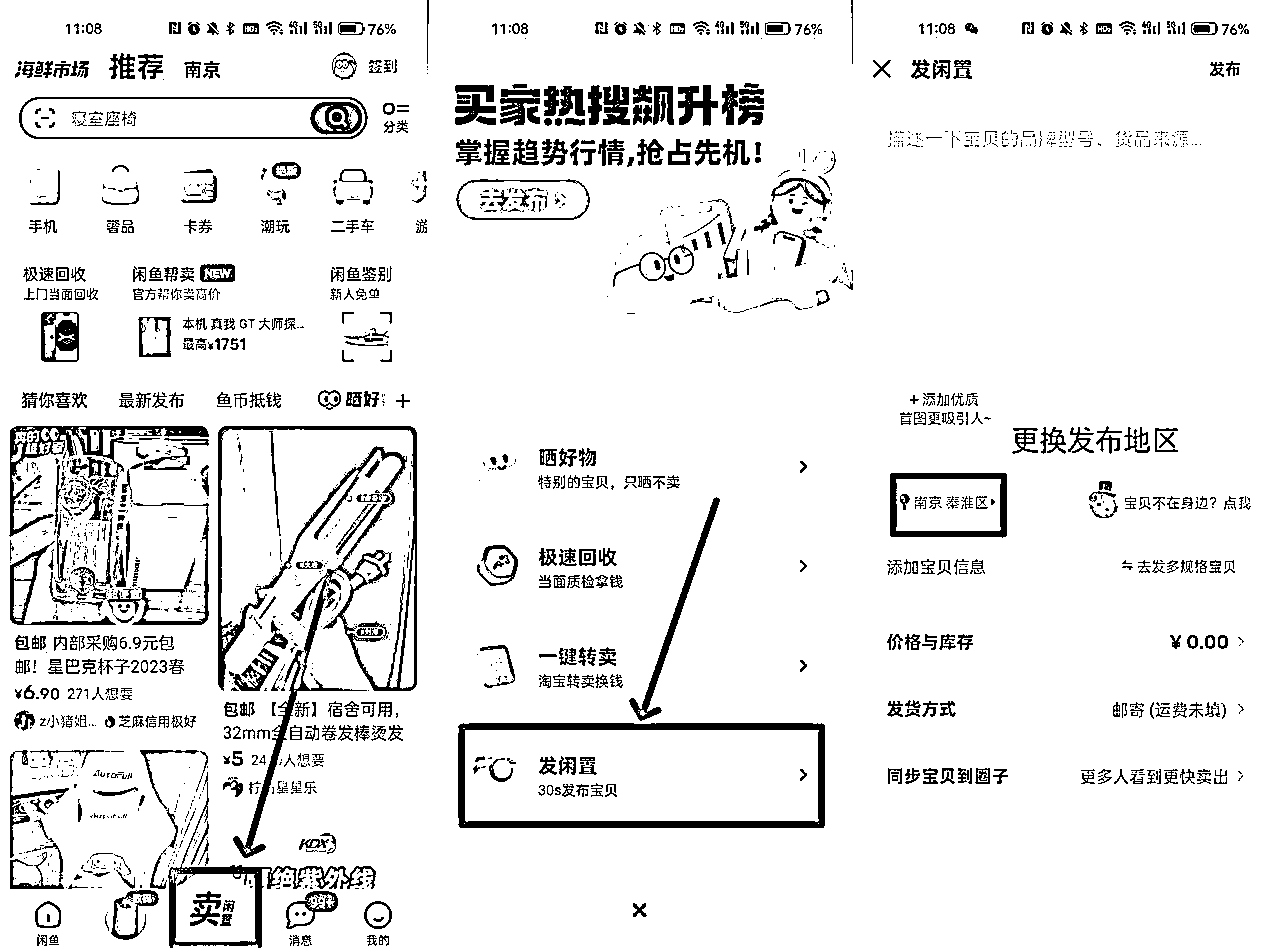 11:08
76%
海鲜市场 推荐 南京
签到
寝室座椅
分类
手机 奢品 卡券 潮玩 二手车 游
极速回收
上门当面回收
闲鱼帮卖 NEW
官方帮你卖高价
本机 真我 GT 大师探...
最高¥1751
闲鱼鉴别
新人免单
猜你喜欢 最新发布 鱼币抵钱 晒好 +
包邮 内部采购6.9元包
邮！星巴克杯子2023春
¥6.90 271人想要
z小猪姐... 芝麻信用极好
AutoFull
包邮 【全新】宿舍可用，
32mm全自动卷发棒烫发
¥5
人想要
星星乐
KDX
绝紫外线
闲鱼
卖闲置
消息
我的
11:08
76%
买家热搜飙升榜
掌握趋势行情,抢占先机!
去发布
晒好物
特别的宝贝，只晒不卖
极速回收
当面质检拿钱
一键转卖
淘宝转卖换钱
发闲置
30s发布宝贝
×
11:08
76%
× 发闲置
发布
描述一下宝贝的品牌型号、货品来源...
+添加优质
首图更吸引人~
更换发布地区
南京 秦淮区
宝贝不在身边？点我
添加宝贝信息
去发多规格宝贝
价格与库存
¥ 0.00
发货方式
邮寄 (运费未填)
同步宝贝到圈子
更多人看到更快卖出